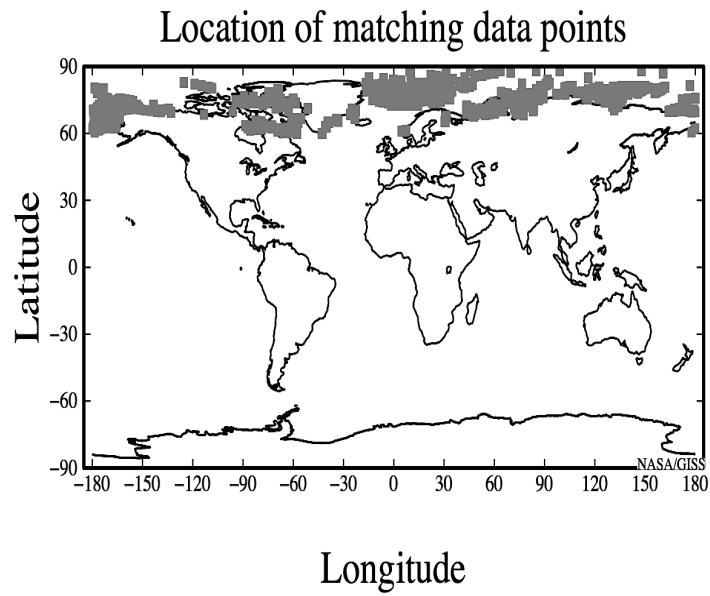 Location of matching data points
90
60
30
0
−30
−60
−90
Latitude
NASA/GISS
−180 −150 −120 −90 −60 −30 0 30 60 90 120 150 180
Longitude